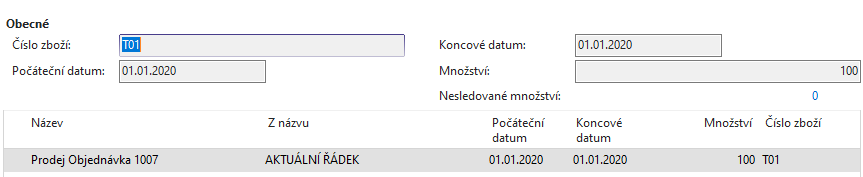 Obecné
Číslo zboží: T01 Koncové datum: 01.01.2020
Počáteční datum: 01.01.2020 Množství: 100
Nesledované množství: 0
Název Z názvu Počáteční datum Koncové datum Množství Číslo zboží
Prodej Objednávka 1007 AKTUÁLNÍ ŘÁDEK 01.01.2020 01.01.2020 100 T01